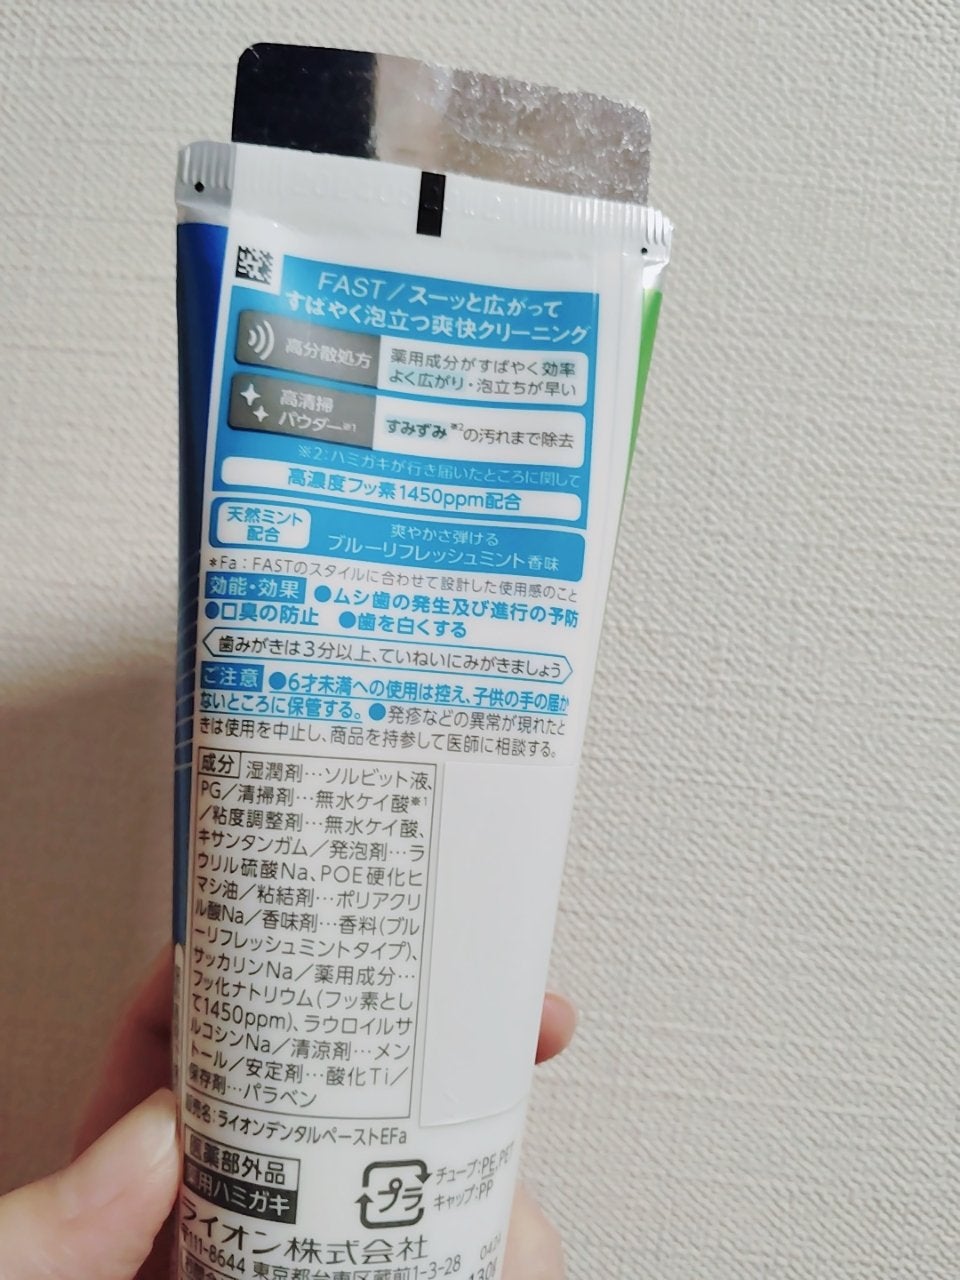 FAST/スーッと広がって
すばやく泡立つ爽快クリーニング
高分散処方
薬用成分がすばやく効率
よく広がり・泡立ちが早い
高清掃
パウダー※1
すみずみ※2の汚れまで除去
※2:ハミガキが行き届いたところに関して
高濃度フッ素1450ppm配合
天然ミント
配合
爽やかさ弾ける
ブルーリフレッシュミント香味
*Fa:FASTのスタイルに合わせて設計した使用感のこと
効能・効果 ●ムシ歯の発生及び進行の予防
●口臭の防止 ●歯を白くする
歯みがきは3分以上、ていねいにみがきましょう
ご注意 ●6才未満への使用は控え、子供の手の届か
ないところに保管する。●発疹などの異常が現れたと
きは使用を中止し、商品を持参して医師に相談する。
成分 湿潤剤…ソルビット液、
PG/清掃剤…無水ケイ酸※1
/粘度調整剤…無水ケイ酸、
キサンタンガム/発泡剤…ラ
ウリル硫酸Na、POE硬化ヒ
マシ油/粘結剤…ポリアクリ
ル酸Na/香味剤…香料(ブル
ーリフレッシュミントタイプ)、
サッカリンNa/薬用成分…
フッ化ナトリウム(フッ素とし
て1450ppm)、ラウロイルサ
ルコシンNa/清涼剤…メン
トール/安定剤…酸化Ti/
保存剤…パラベン
販売名:ライオンデンタルペーストEFa
医薬部外品
薬用ハミガキ
プラ
チューブ:PE,PET
キャップ:PP
ライオン株式会社
〒111-8644 東京都台東区蔵前1-3-28
130g